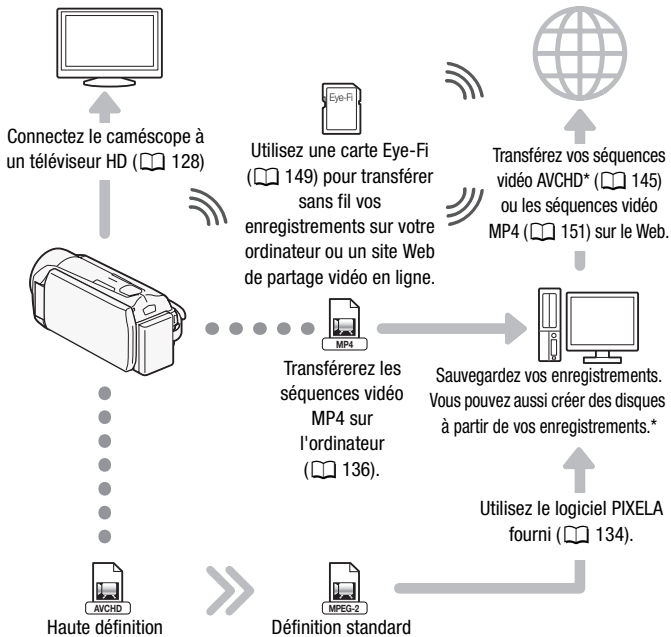 Connectez le caméscope à
un téléviseur HD (128)
Eye-Fi
Utilisez une carte Eye-Fi
(149) pour transférer
sans fil vos
enregistrements sur votre
ordinateur ou un site Web
de partage vidéo en ligne.
Transférez vos séquences
vidéo AVCHD* (145)
ou les séquences vidéo
MP4 (151) sur le Web.
MP4
Transférerez les
séquences vidéo
MP4 sur
l'ordinateur
(136).
Sauvegardez vos enregistrements.
Vous pouvez aussi créer des disques
à partir de vos enregistrements.*
Utilisez le logiciel PIXELA
fourni (134).
AVCHD
Haute définition
MPEG-2
Définition standard